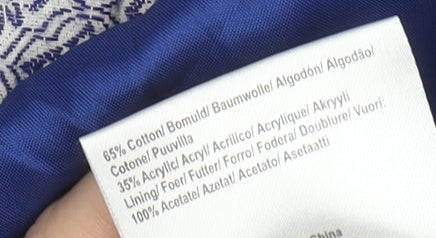 65% Cotton/ Bomuld/ Baumwolle/ Algodón/ Algodão/
Cotone/ Puuvilla
35% Acrylic/ Acryl/ Acrilico/ Acrylique/ Akryyli
Lining/ Foer/ Futter/ Forro/ Fodera/ Doublure/ Vuori:
100% Acetate/ Azetat/ Acetato/ Asetaatti
China